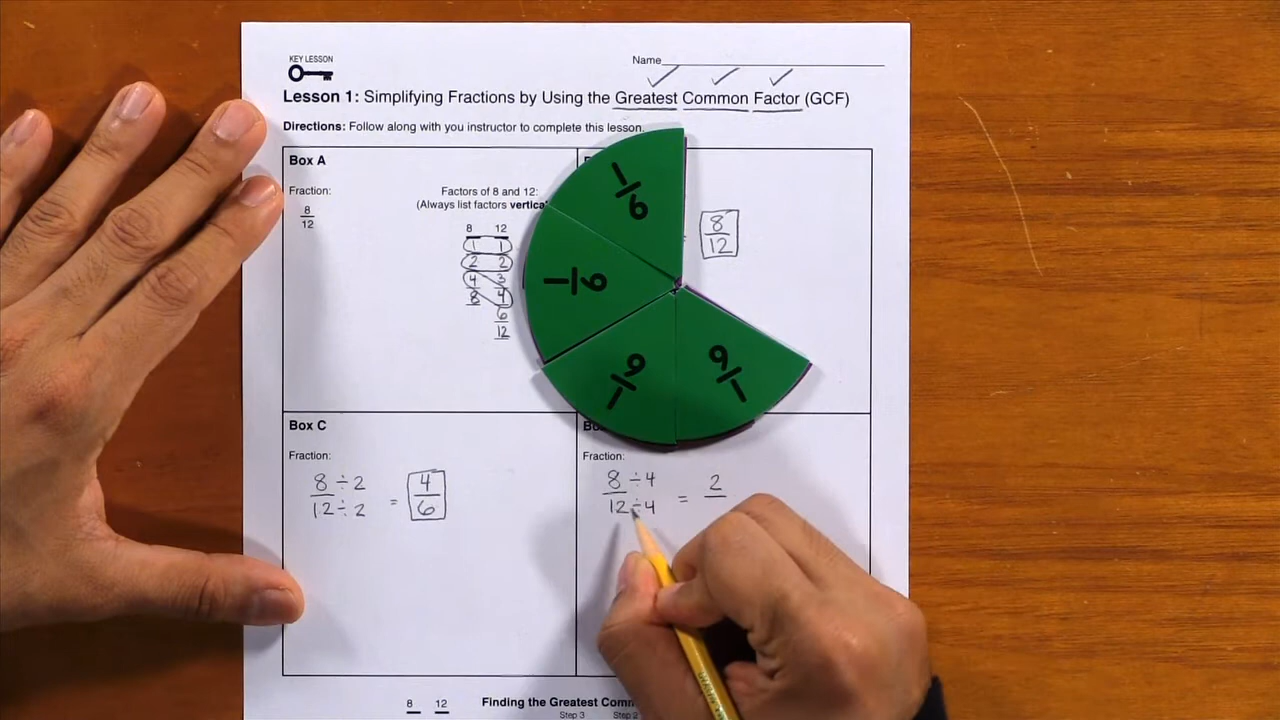 KEY LESSON
Name
Lesson 1: Simplifying Fractions by Using the Greatest Common Factor (GCF)
Directions: Follow along with you instructor to complete this lesson.
Box A
Fraction:
8
12
Factors of 8 and 12:
(Always list factors
8 12
1 1
2 2
4 3
8 4
6
12
8
12
1
6
1
6
1
6
1
6
Box C
Fraction:
8 ÷ 2
12 ÷ 2
=
4
6
Fraction:
8 ÷ 4
12 ÷ 4
=
2
8 12
Finding the Greatest
Step 3 Step 2